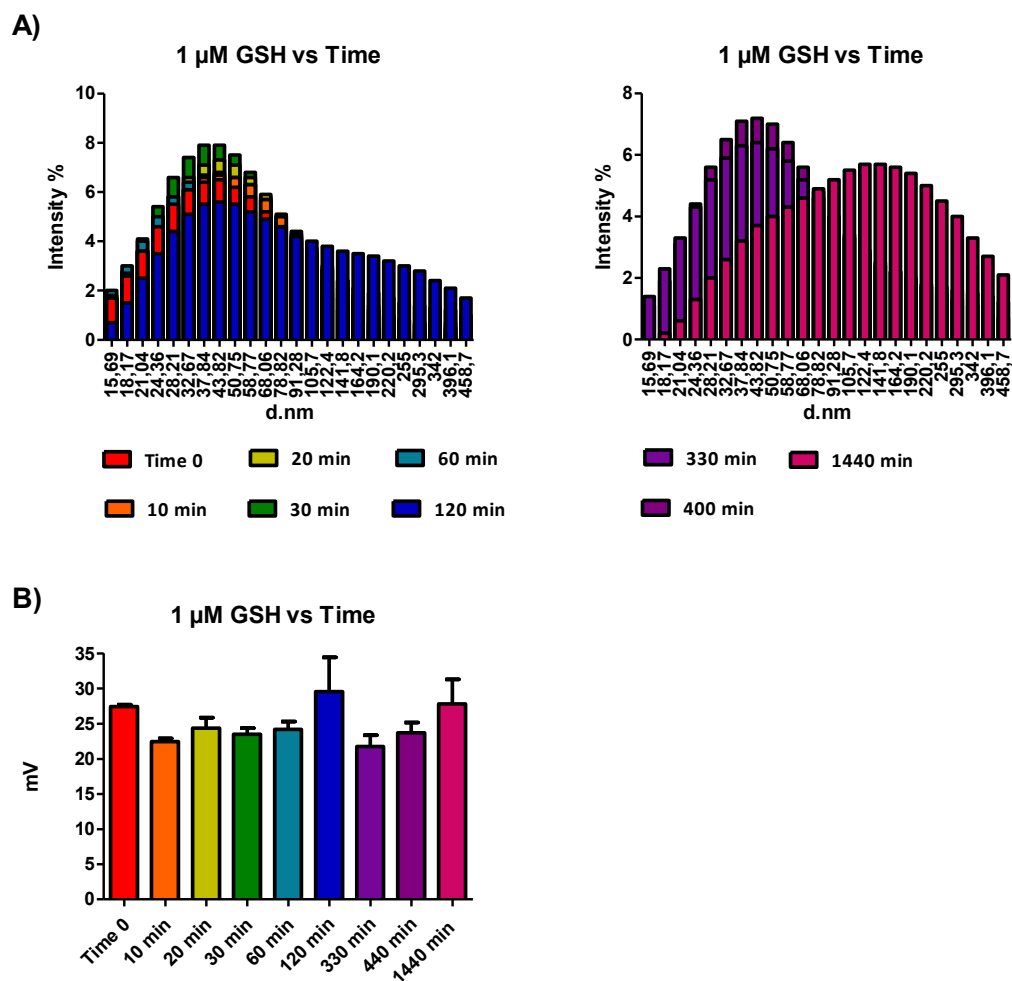 A)
1 µM GSH vs Time
10
8
6
4
2
0
Intensity %
15,69
18,17
21,04
24,36
28,21
32,67
37,84
43,82
50,75
58,77
68,06
78,82
91,28
105,7
122,4
141,8
164,2
190,1
220,2
255
295,3
342
396,1
458,7
d.nm
Time 0
20 min
60 min
10 min
30 min
120 min
1 µM GSH vs Time
8
6
4
2
0
Intensity %
15,69
18,17
21,04
24,36
28,21
32,67
37,84
43,82
50,75
58,77
68,06
78,82
91,28
105,7
122,4
141,8
164,2
190,1
220,2
255
295,3
342
396,1
458,7
d.nm
330 min
1440 min
400 min
B)
1 µM GSH vs Time
35
30
25
20
15
10
5
0
mV
Time 0
10 min
20 min
30 min
60 min
120 min
330 min
440 min
1440 min